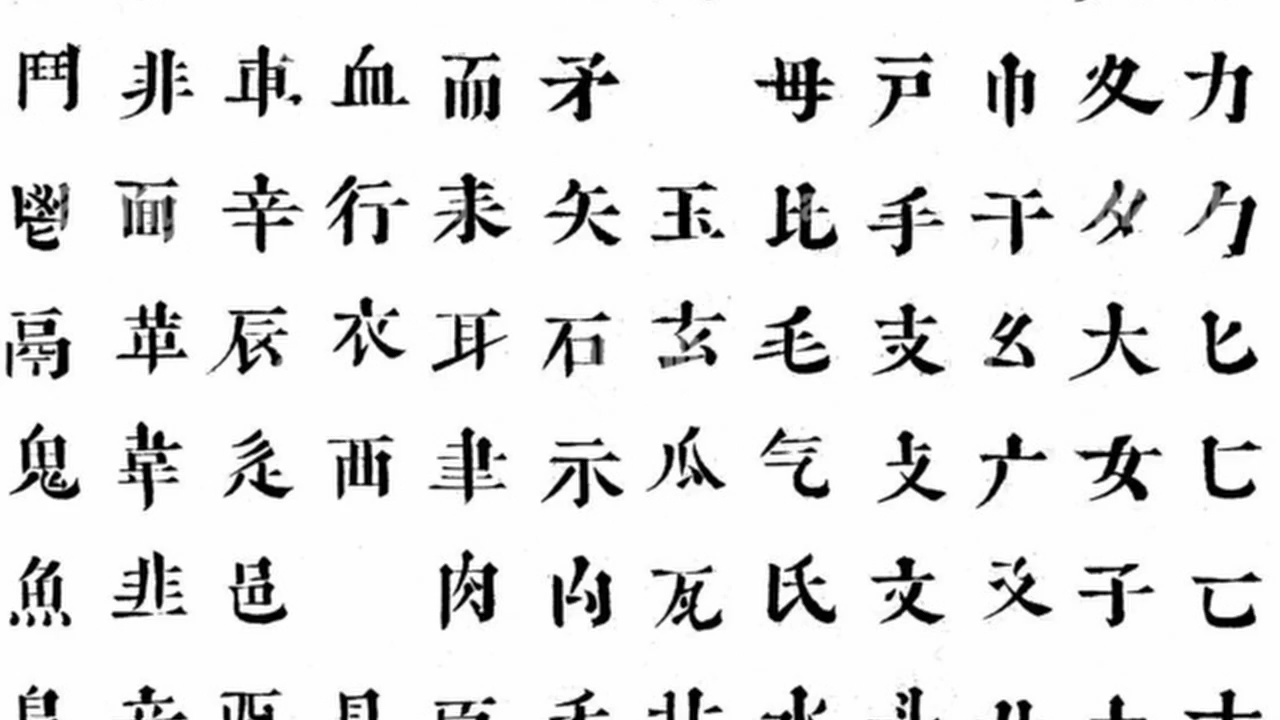 力勹匕匚匸
夊夕大女子
巾干幺广廴
戶手支攴文
毋比毛气氏
玉玄瓜瓦
矛矢石示禸
而耒耳聿肉
血行衣襾
車辛辰辵邑
非面革韋韭
鬥鬯鬲鬼魚